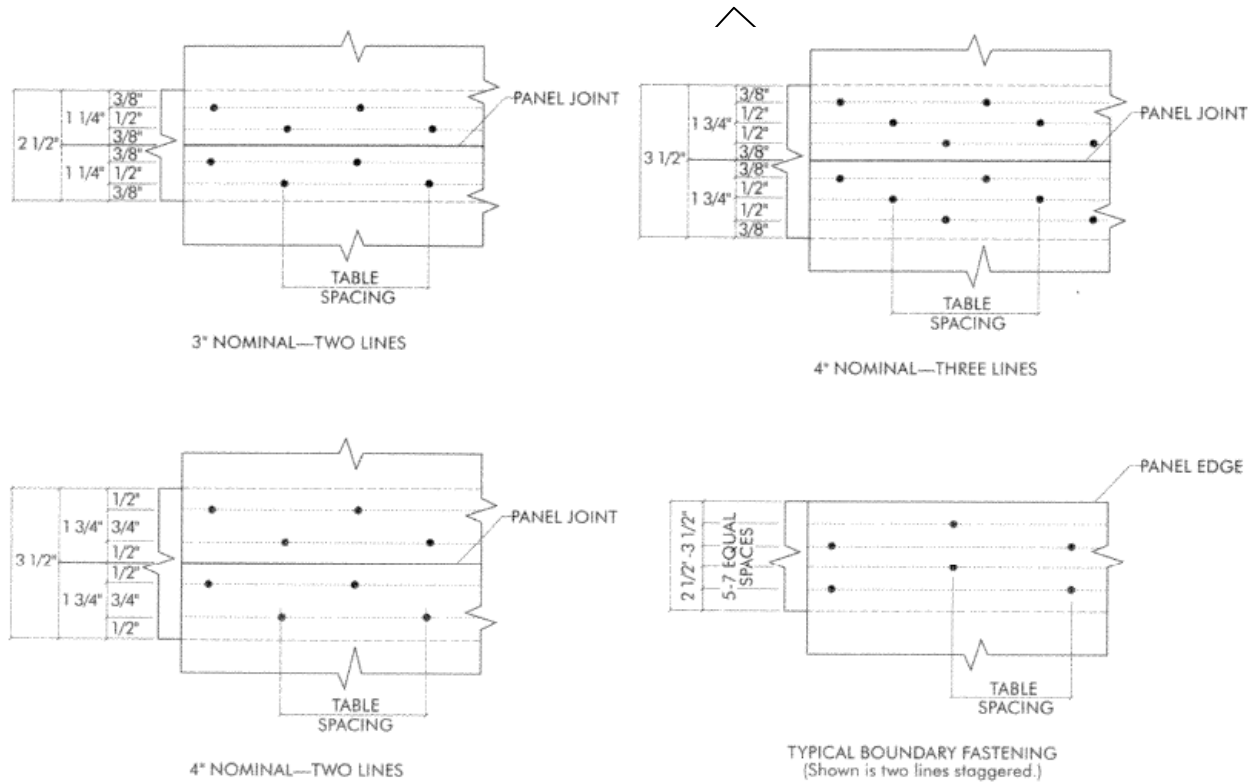 2 1/2"
1 1/4"
1 1/4"
3/8"
1/2"
3/8"
3/8"
1/2"
3/8"
PANEL JOINT
TABLE
SPACING
3" NOMINAL—TWO LINES
3 1/2"
1 3/4"
1 3/4"
3/8"
1/2"
1/2"
3/8"
3/8"
1/2"
1/2"
3/8"
PANEL JOINT
TABLE
SPACING
4" NOMINAL—THREE LINES
3 1/2"
1 3/4"
1 3/4"
1/2"
3/4"
1/2"
1/2"
3/4"
1/2"
PANEL JOINT
TABLE
SPACING
4" NOMINAL—TWO LINES
2 1/2" -3 1/2"
5-7 EQUAL
SPACES
PANEL EDGE
TABLE
SPACING
TYPICAL BOUNDARY FASTENING
(Shown is two lines staggered.)